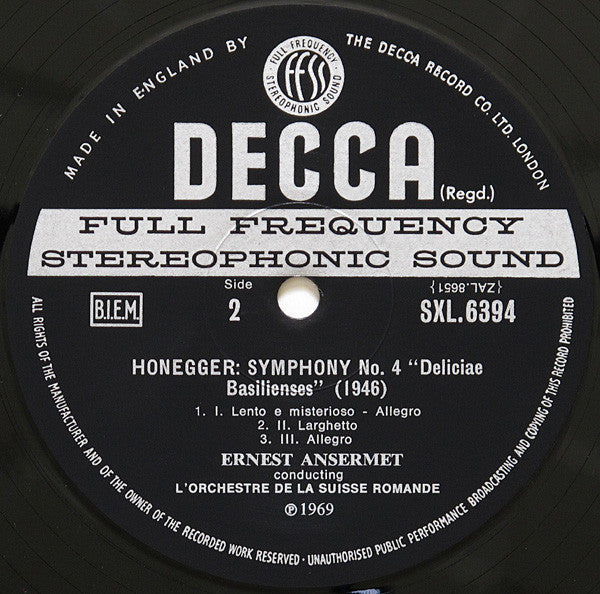 MADE IN ENGLAND BY
THE DECCA RECORD CO. LTD. LONDON
FULL FREQUENCY
FFSS
STEREOPHONIC SOUND
DECCA (Regd.)
FULL FREQUENCY
STEREOPHONIC SOUND
Side
2
B.I.E.M.
{ZAL.8651}
SXL.6394
HONEGGER: SYMPHONY No. 4 "Deliciae
Basilienses" (1946)
1. I. Lento e misterioso - Allegro
2. II. Larghetto
3. III. Allegro
ERNEST ANSERMET
conducting
L'ORCHESTRE DE LA SUISSE ROMANDE
℗1969
ALL RIGHTS OF THE MANUFACTURER AND OF THE OWNER OF THE RECORDED WORK RESERVED · UNAUTHORISED PUBLIC PERFORMANCE BROADCASTING AND COPYING OF THIS RECORD PROHIBITED